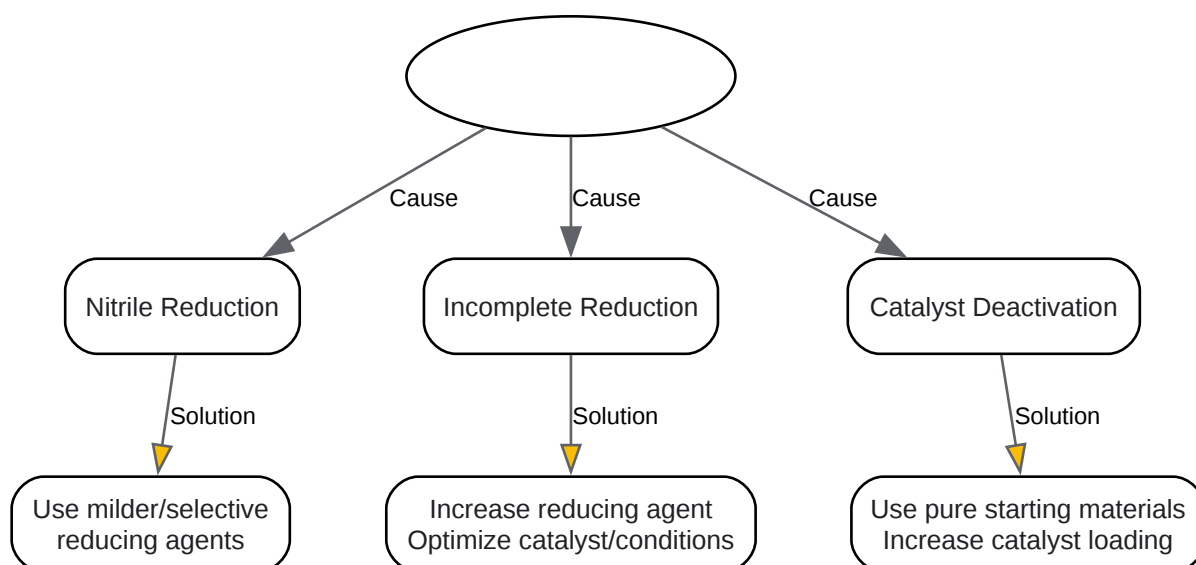 Cause
Cause
Cause
Nitrile Reduction
Incomplete Reduction
Catalyst Deactivation
Solution
Solution
Solution
Use milder/selective
reducing agents
Increase reducing agent
Optimize catalyst/conditions
Use pure starting materials
Increase catalyst loading